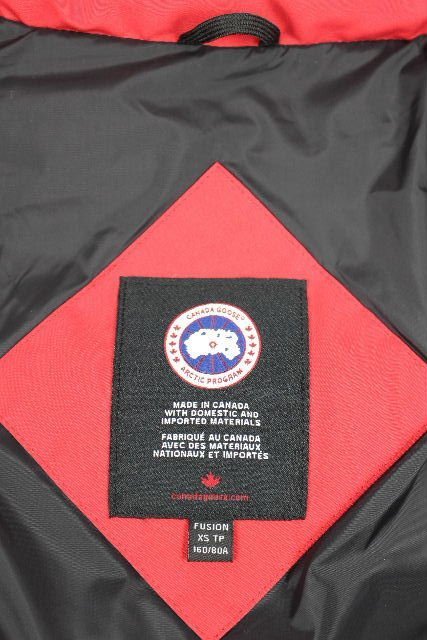 CANADA GOOSE®
ARCTIC PROGRAM
MADE IN CANADA
WITH DOMESTIC AND
IMPORTED MATERIALS
FABRIQUÉ AU CANADA
AVEC DES MATERIAUX
NATIONAUX ET IMPORTÉS
canadagoose.com
FUSION
XS TP
160/80A